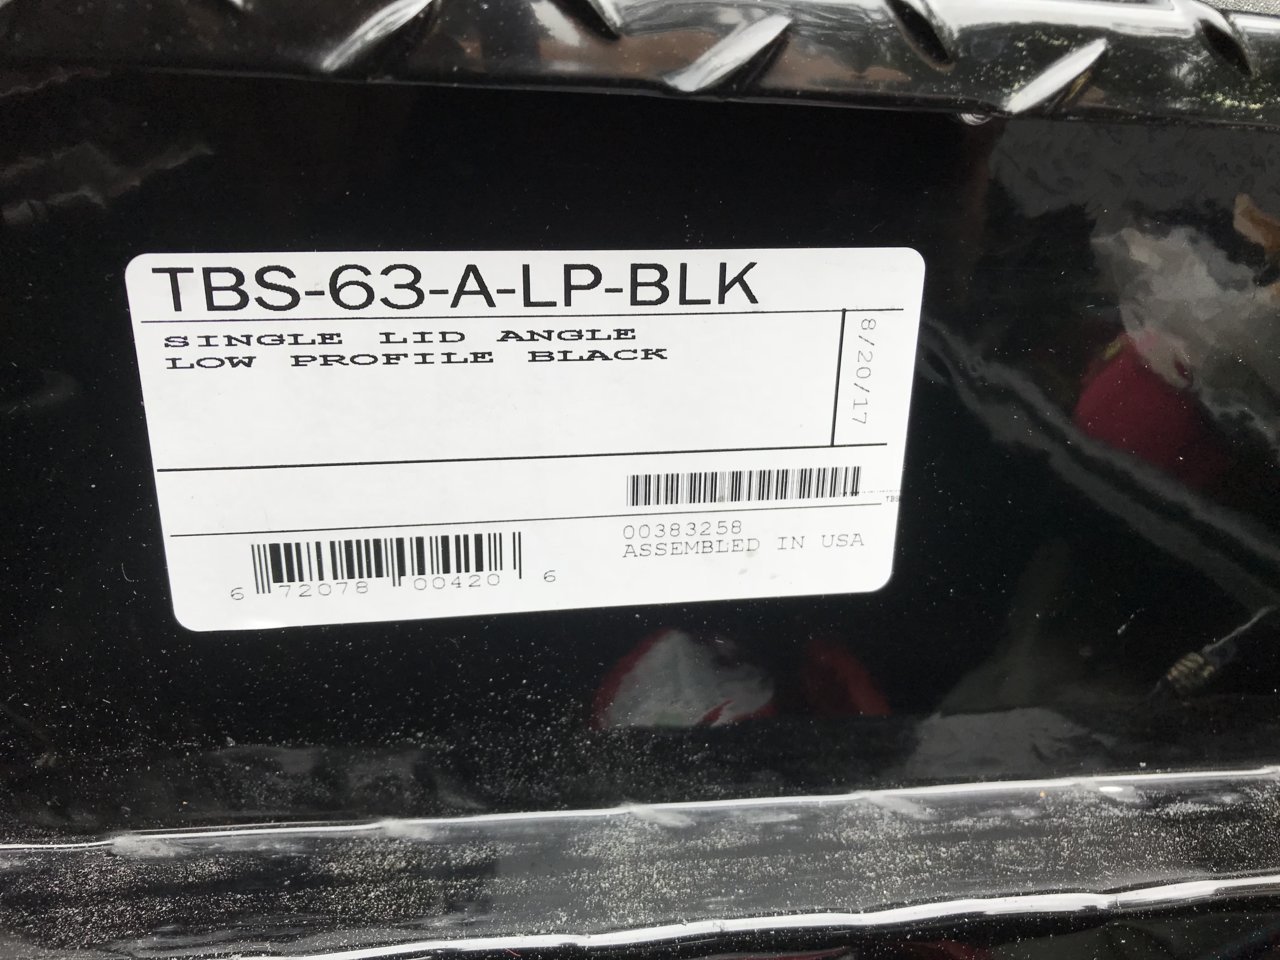 TBS-63-A-LP-BLK
SINGLE LID ANGLE
LOW PROFILE BLACK
8/20/17
TBS
00383258
ASSEMBLED IN USA
6 72078 00420 6